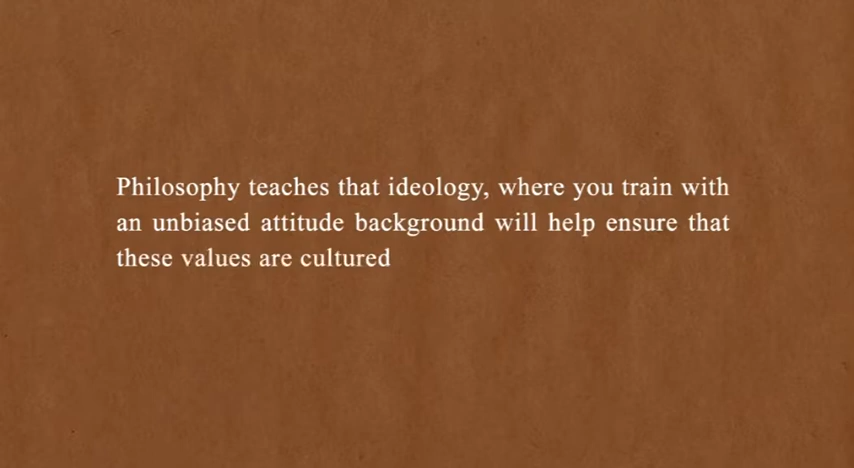 Philosophy teaches that ideology, where you train with
an unbiased attitude background will help ensure that
these values are cultured